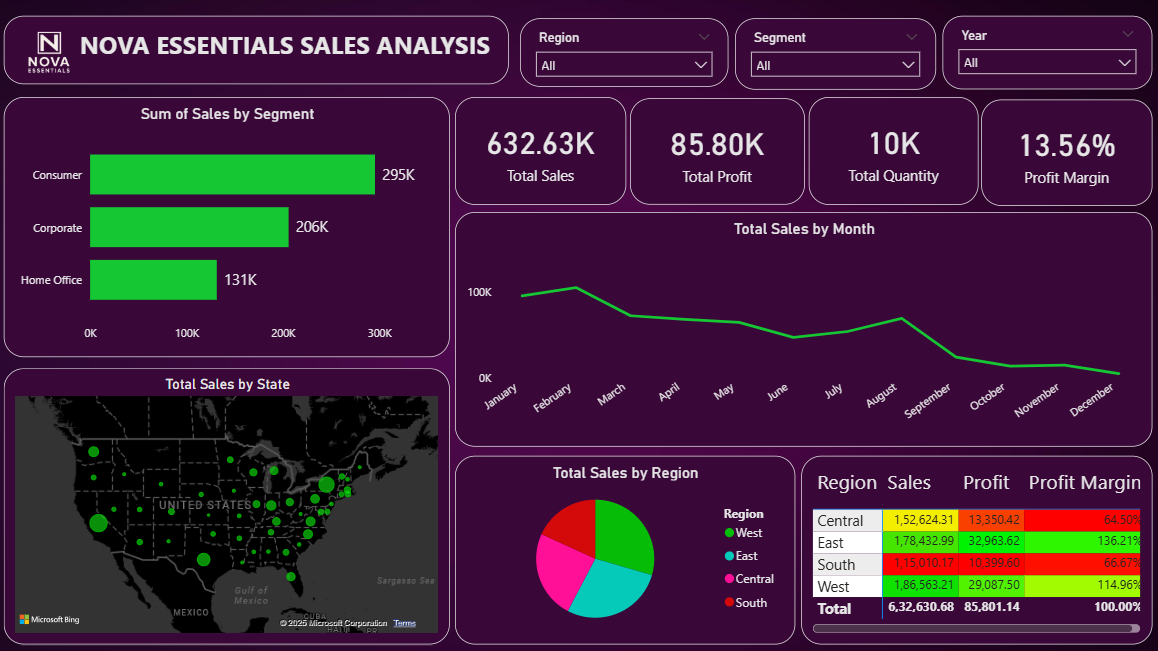 NOVA
ESSENTIALS
NOVA ESSENTIALS SALES ANALYSIS
Region
All
Segment
All
Year
All
Sum of Sales by Segment
Consumer 295K
Corporate 206K
Home Office 131K
0K 100K 200K 300K
632.63K
Total Sales
85.80K
Total Profit
10K
Total Quantity
13.56%
Profit Margin
Total Sales by Month
100K
0K
January February March April May June July August September October November December
Total Sales by State
UNITED STATES
Gulf of
Mexico
Sargasso Sea
MEXICO
CUBA
HAITI
PR
Microsoft Bing
© 2025 Microsoft Corporation Terms
Total Sales by Region
Region
West
East
Central
South
Region Sales Profit Profit Margin
Central 1,52,624.31 13,350.42 64.50%
East 1,78,432.99 32,963.62 136.21%
South 1,15,010.17 10,399.60 66.67%
West 1,86,563.21 29,087.50 114.96%
Total 6,32,630.68 85,801.14 100.00%